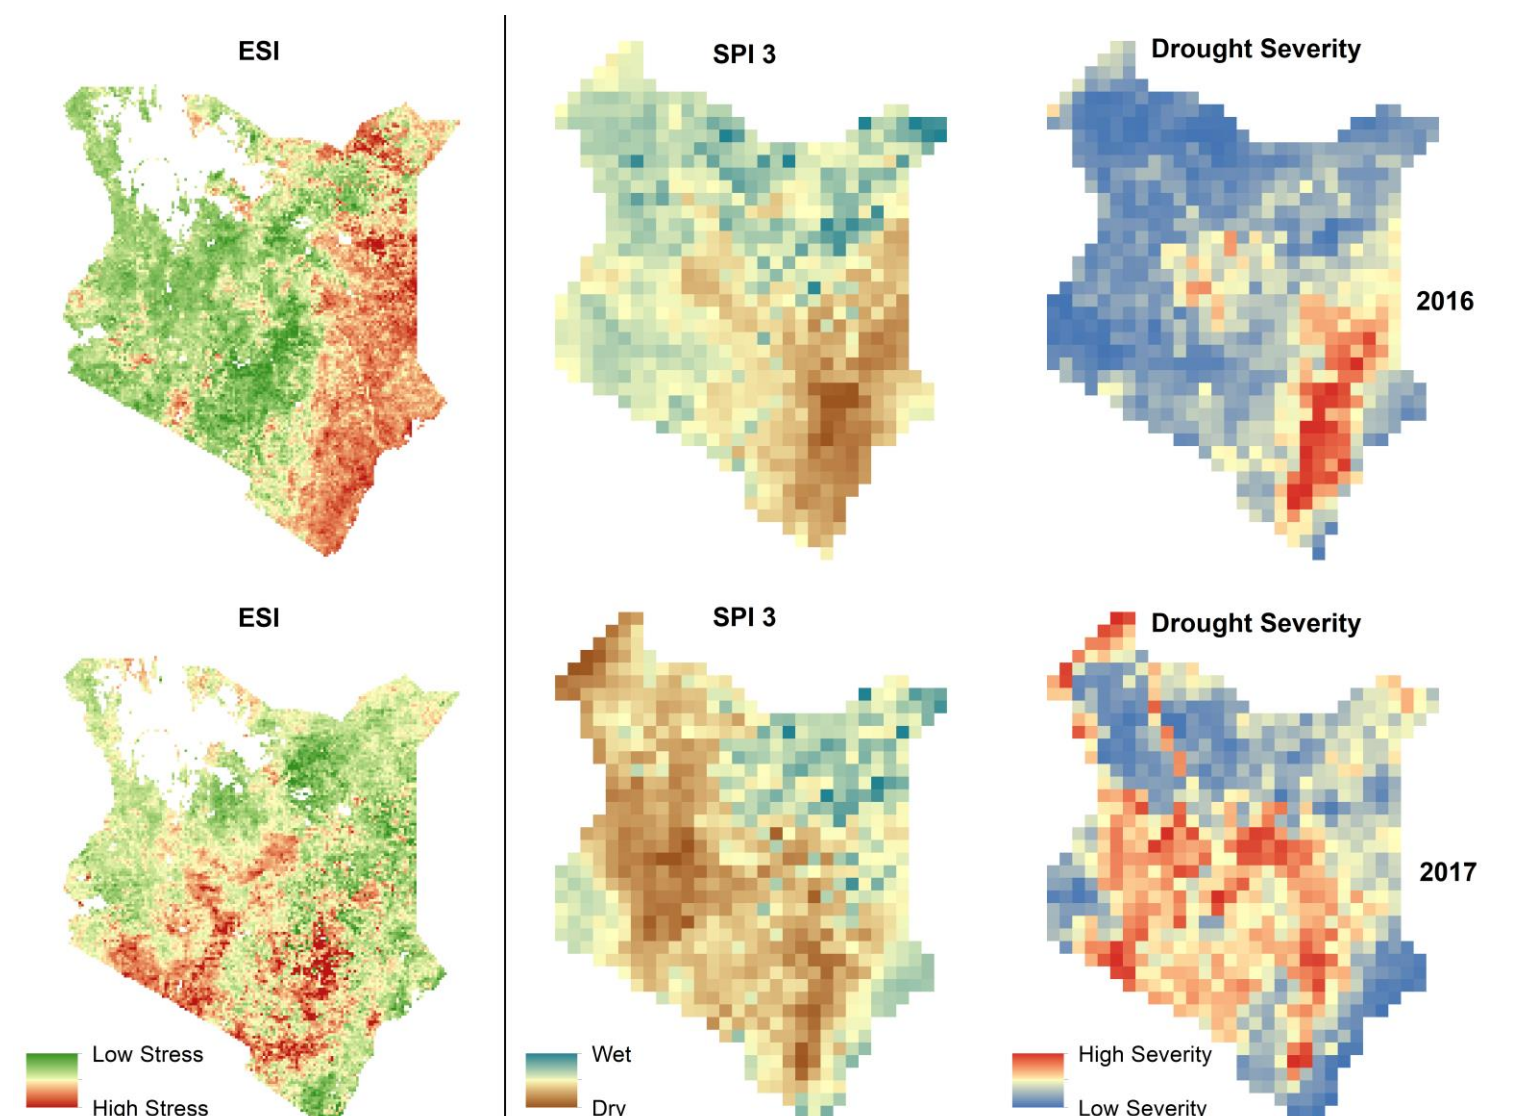 ESI
SPI 3
Drought Severity
2016
ESI
SPI 3
Drought Severity
2017
Low Stress
High Stress
Wet
Dry
High Severity
Low Severity